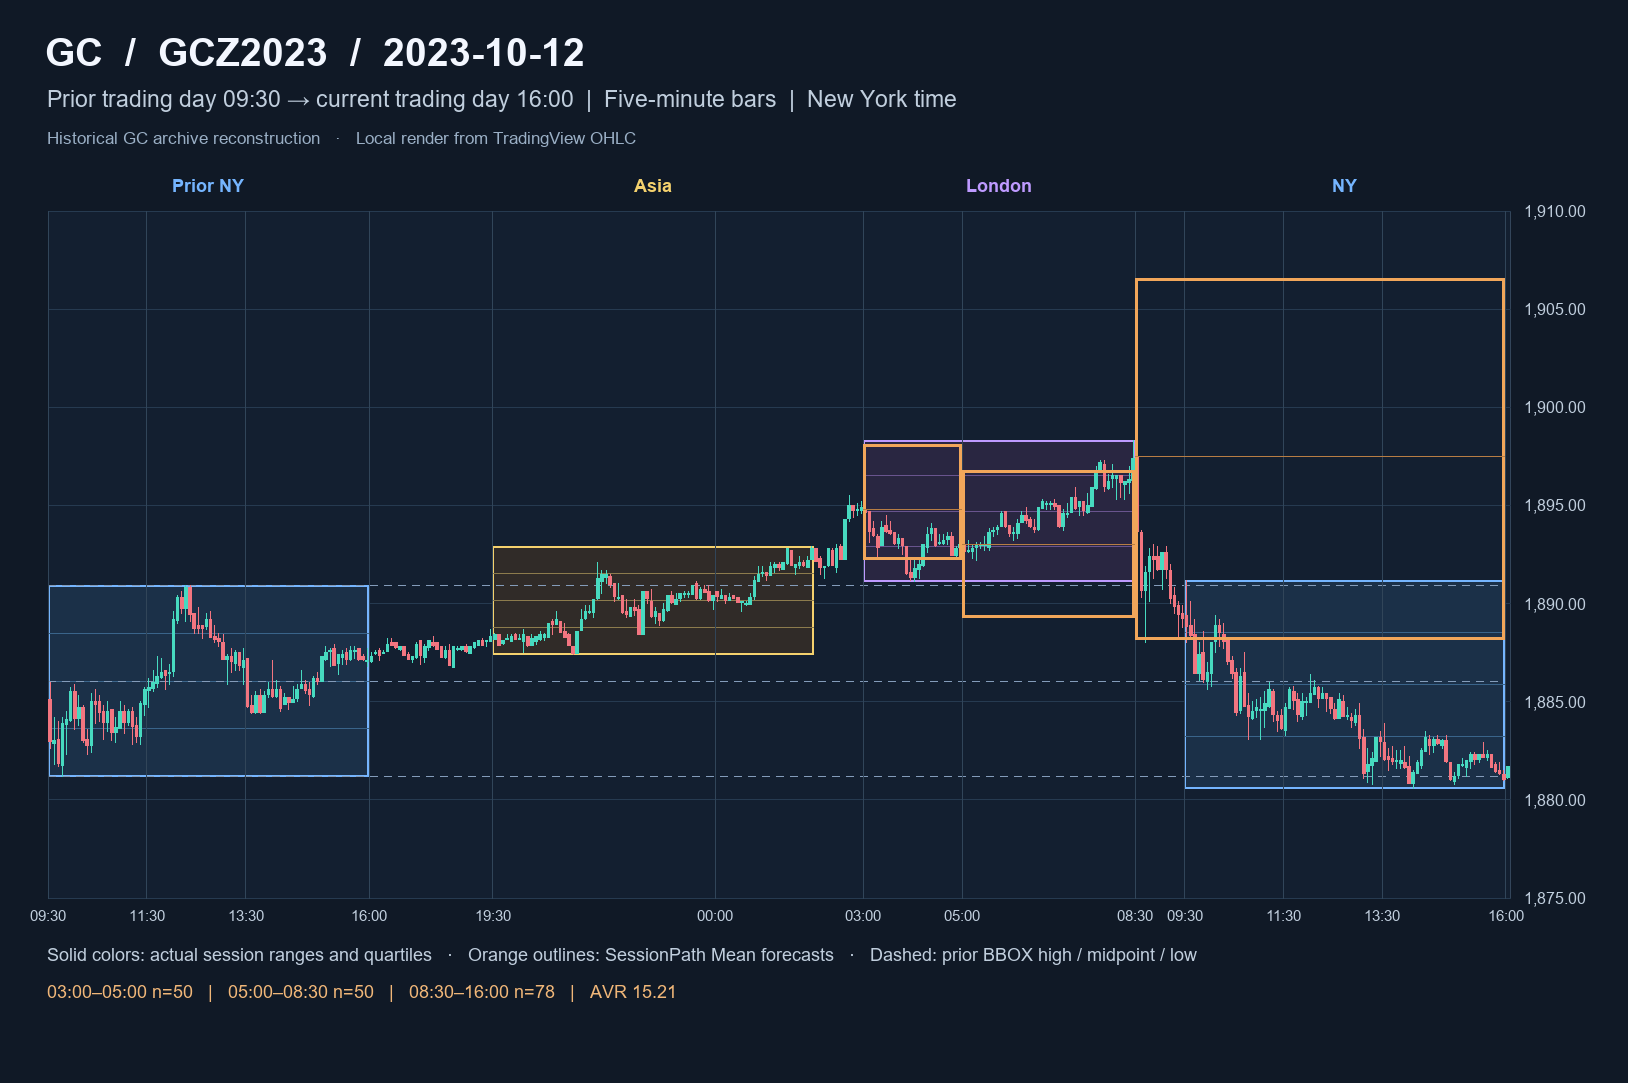 GC / GCZ2023 / 2023-10-12
Prior trading day 09:30 → current trading day 16:00 | Five-minute bars | New York time
Historical GC archive reconstruction · Local render from TradingView OHLC
Prior NY Asia London NY
1,910.00
1,905.00
1,900.00
1,895.00
1,890.00
1,885.00
1,880.00
1,875.00
09:30 11:30 13:30 16:00 19:30 00:00 03:00 05:00 08:30 09:30 11:30 13:30 16:00
Solid colors: actual session ranges and quartiles · Orange outlines: SessionPath Mean forecasts · Dashed: prior BBOX high / midpoint / low
03:00–05:00 n=50 | 05:00–08:30 n=50 | 08:30–16:00 n=78 | AVR 15.21